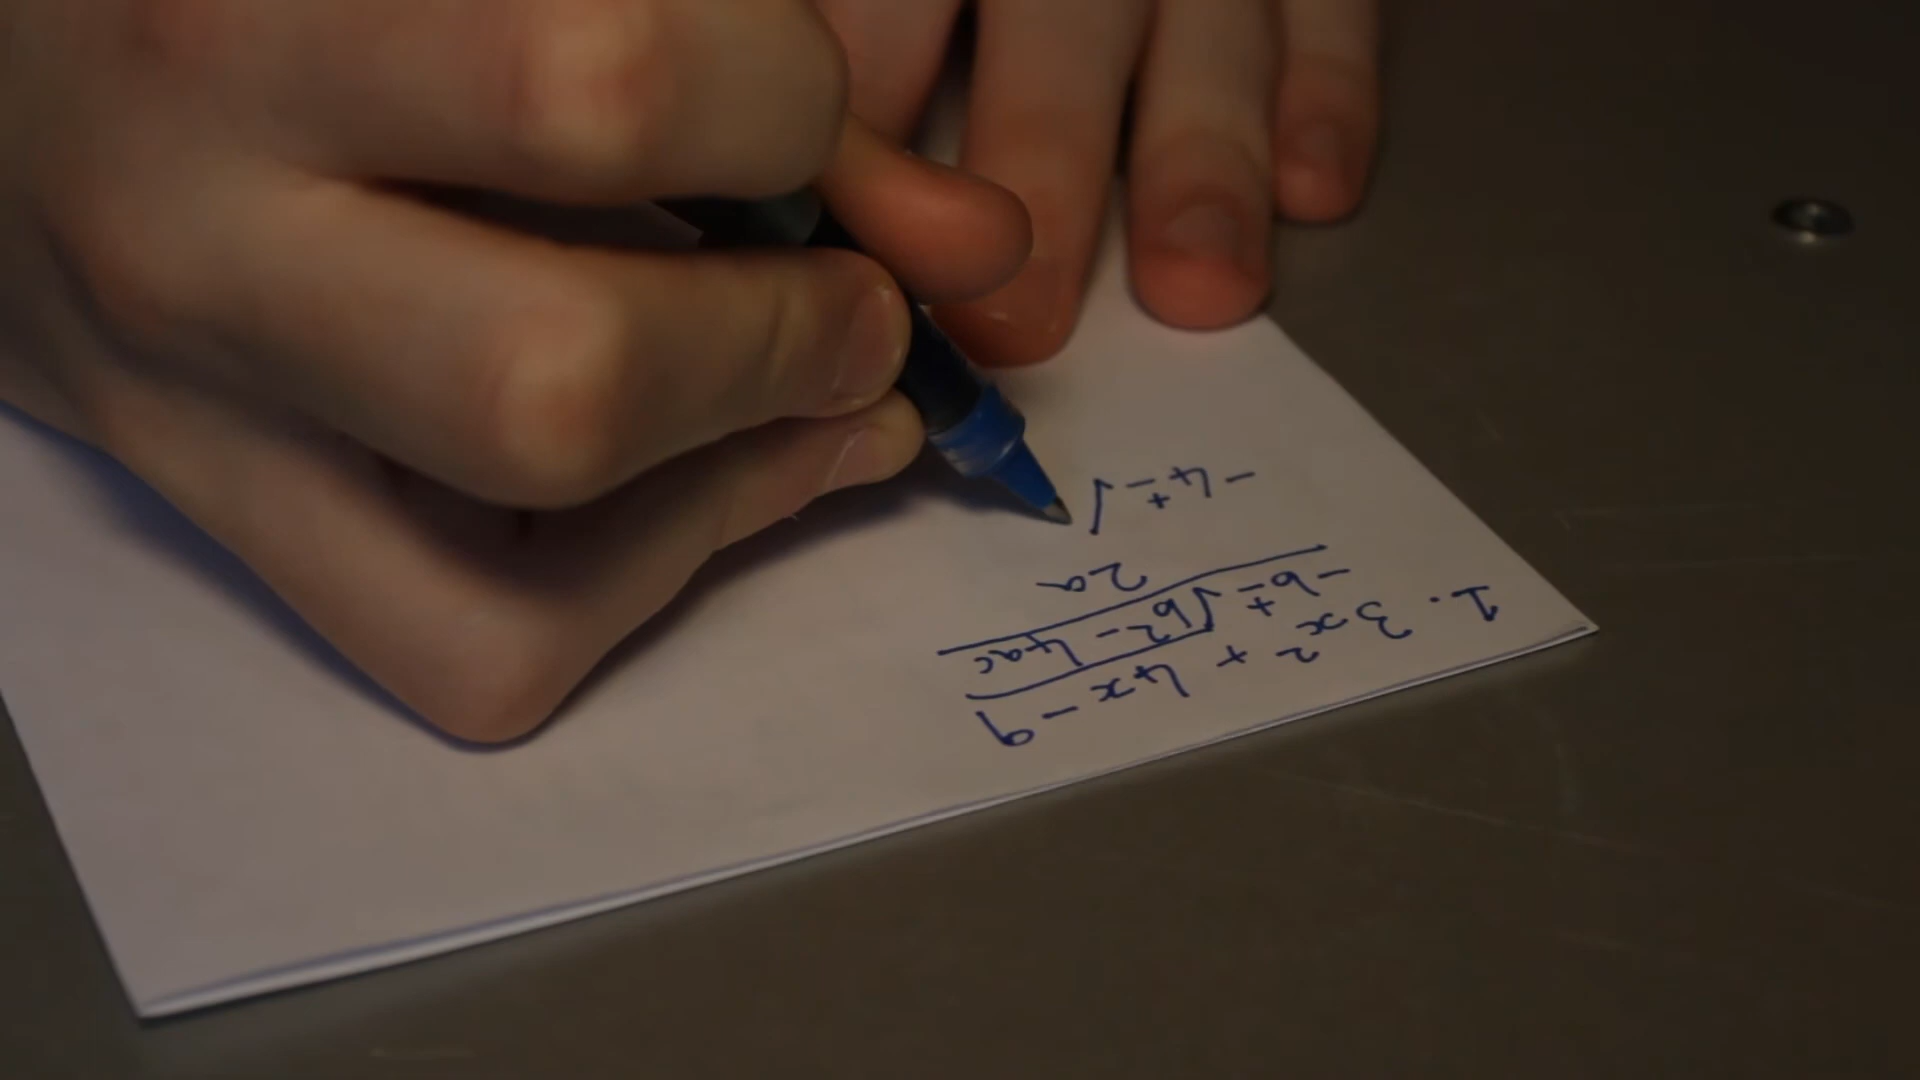 1. 3x² + 4x - 9
-b ± √b² - 4ac
2a
-4 ± √